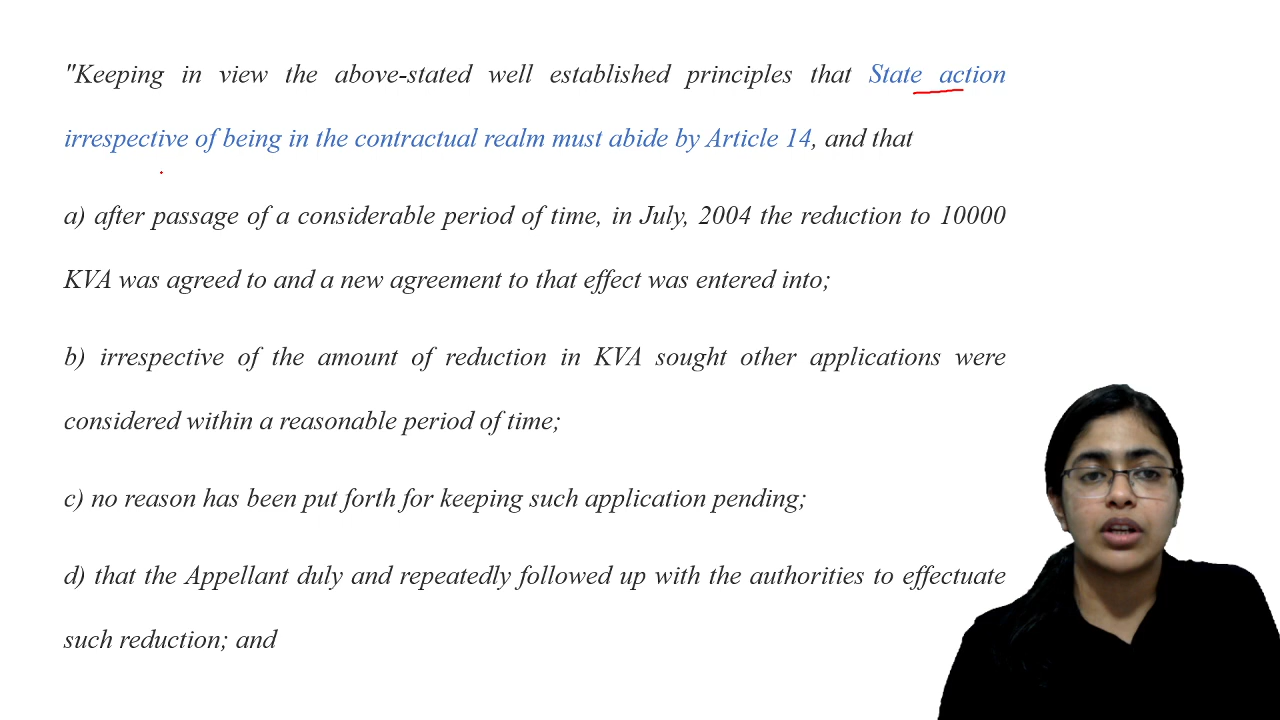 "Keeping in view the above-stated well established principles that State action
irrespective of being in the contractual realm must abide by Article 14, and that
a) after passage of a considerable period of time, in July, 2004 the reduction to 10000
KVA was agreed to and a new agreement to that effect was entered into;
b) irrespective of the amount of reduction in KVA sought other applications were
considered within a reasonable period of time;
c) no reason has been put forth for keeping such application pending;
d) that the Appellant duly and repeatedly followed up with the authorities to effectuate
such reduction; and